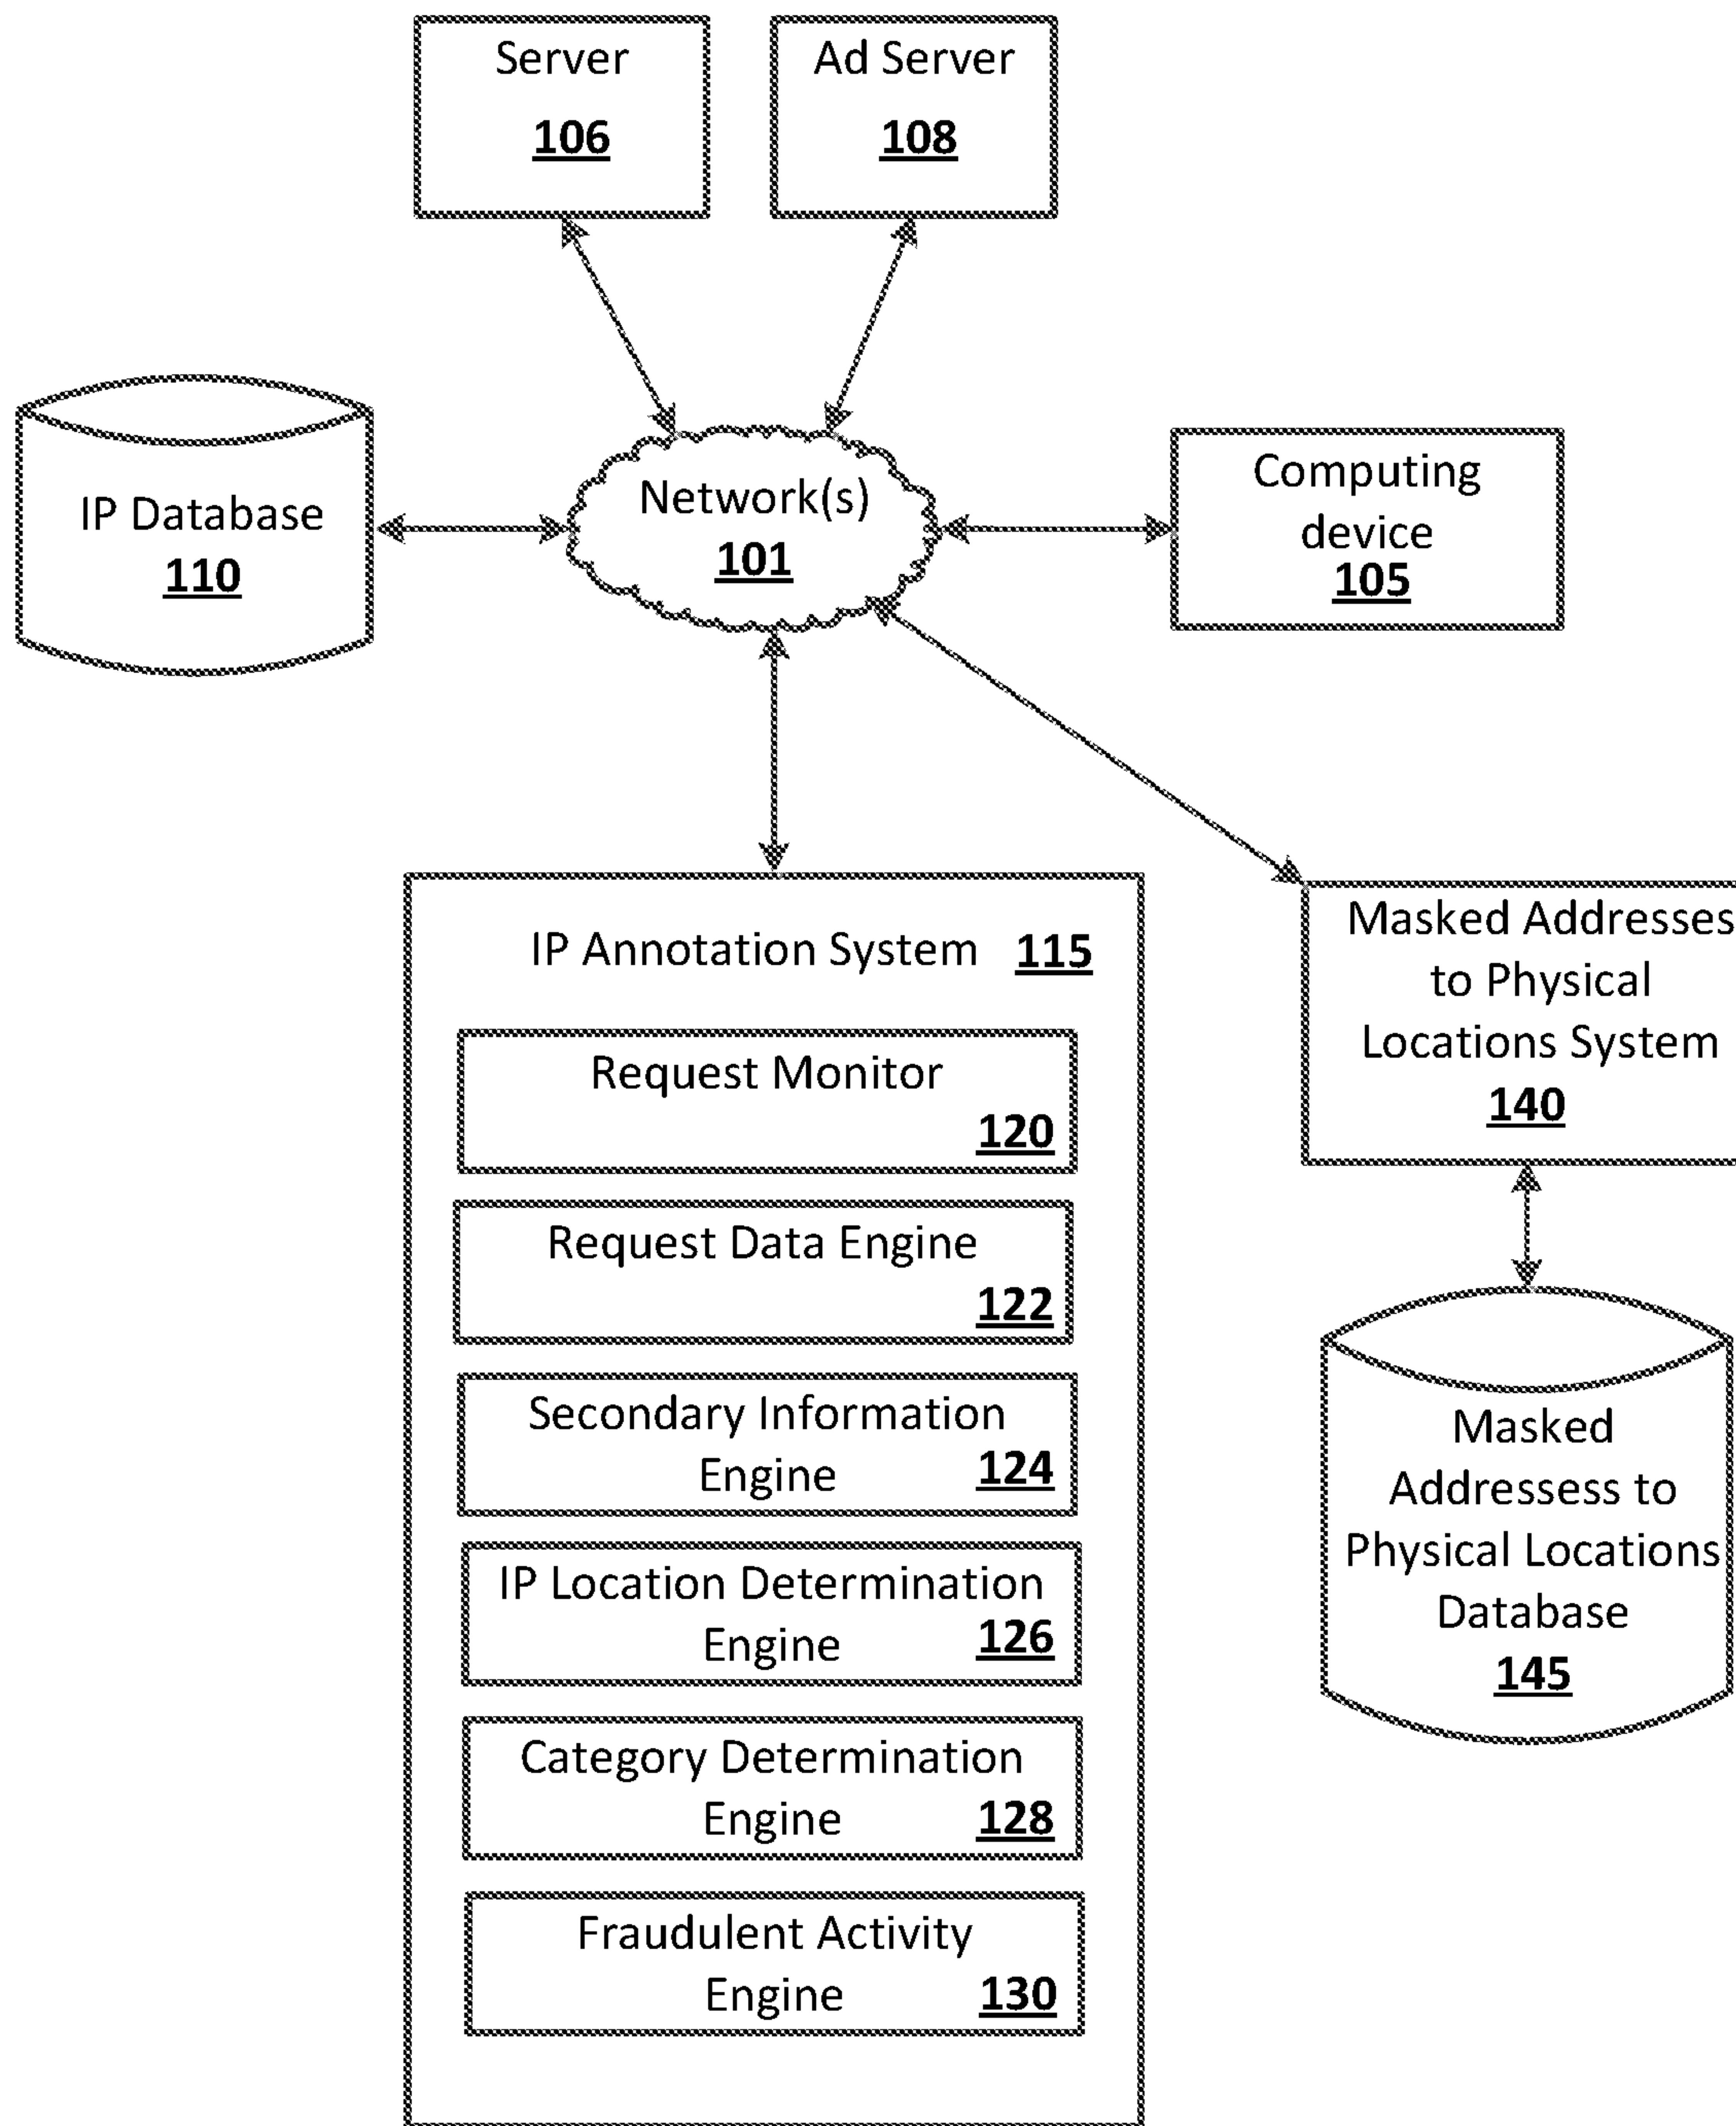 Server
106
Ad Server
108
IP Database
110
Network(s)
101
Computing
device
105
IP Annotation System 115
Request Monitor
120
Request Data Engine
122
Secondary Information
Engine 124
IP Location Determination
Engine 126
Category Determination
Engine 128
Fraudulent Activity
Engine 130
Masked Addresses
to Physical
Locations System
140
Masked
Addressess to
Physical Locations
Database
145